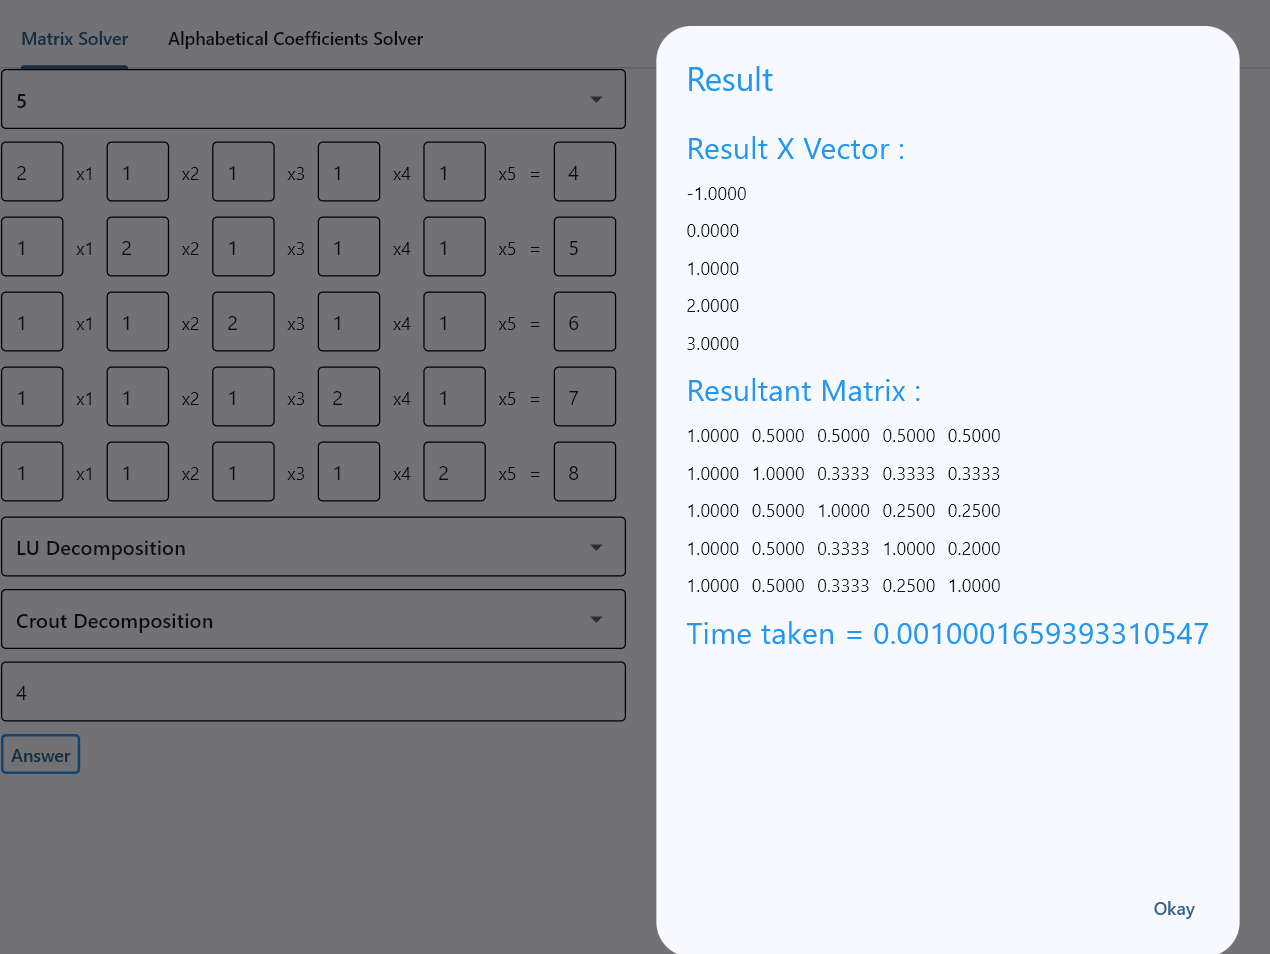 Matrix Solver Alphabetical Coefficients Solver
5
2 x1 1 x2 1 x3 1 x4 1 x5 = 4
1 x1 2 x2 1 x3 1 x4 1 x5 = 5
1 x1 1 x2 2 x3 1 x4 1 x5 = 6
1 x1 1 x2 1 x3 2 x4 1 x5 = 7
1 x1 1 x2 1 x3 1 x4 2 x5 = 8
LU Decomposition
Crout Decomposition
4
Answer
Result
Result X Vector :
-1.0000
0.0000
1.0000
2.0000
3.0000
Resultant Matrix :
1.0000 0.5000 0.5000 0.5000 0.5000
1.0000 1.0000 0.3333 0.3333 0.3333
1.0000 0.5000 1.0000 0.2500 0.2500
1.0000 0.5000 0.3333 1.0000 0.2000
1.0000 0.5000 0.3333 0.2500 1.0000
Time taken = 0.0010001659393310547
Okay